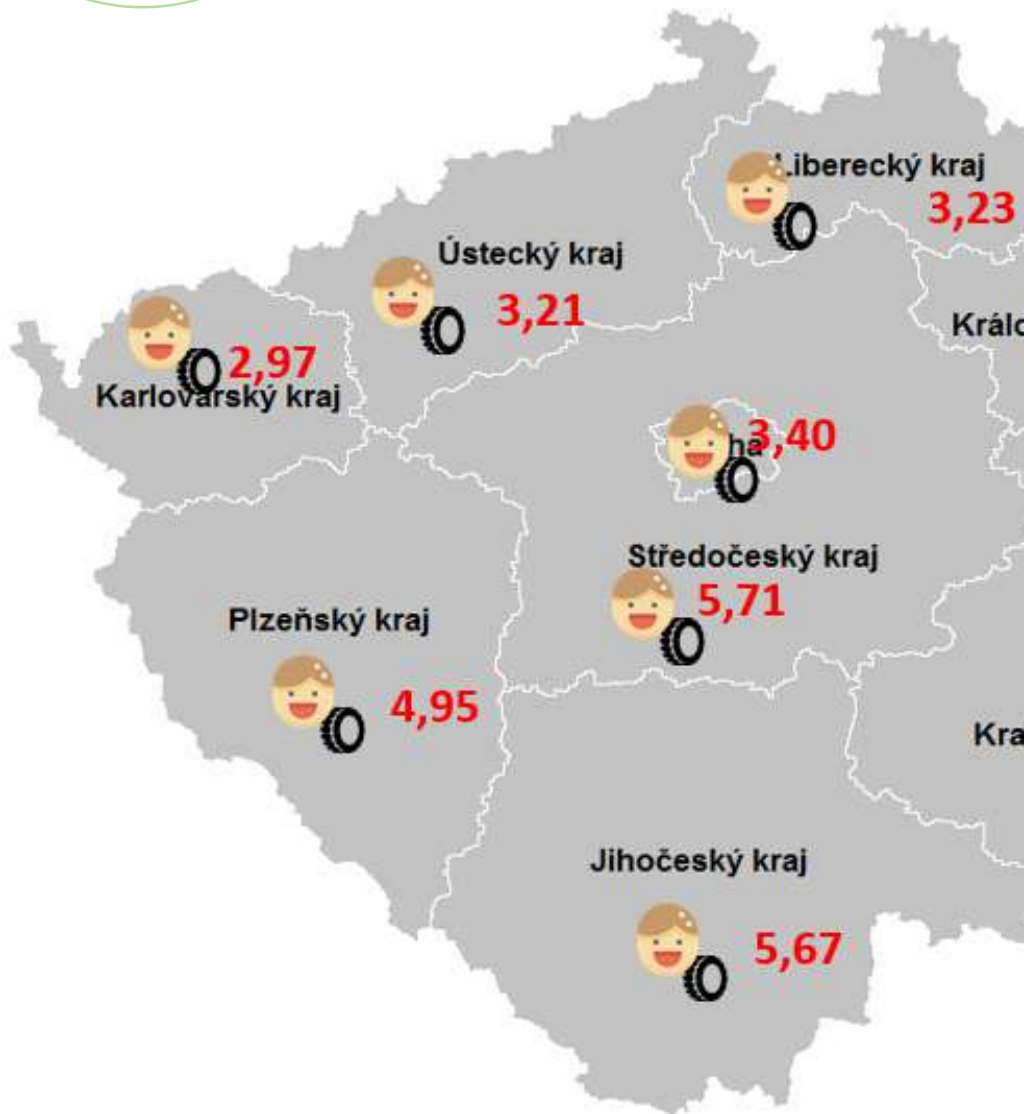 Liberecký kraj
3,23
Ústecký kraj
3,21
2,97
Karlovarský kraj
Králo
3,40
ha
Středočeský kraj
5,71
Plzeňský kraj
4,95
Kra
Jihočeský kraj
5,67